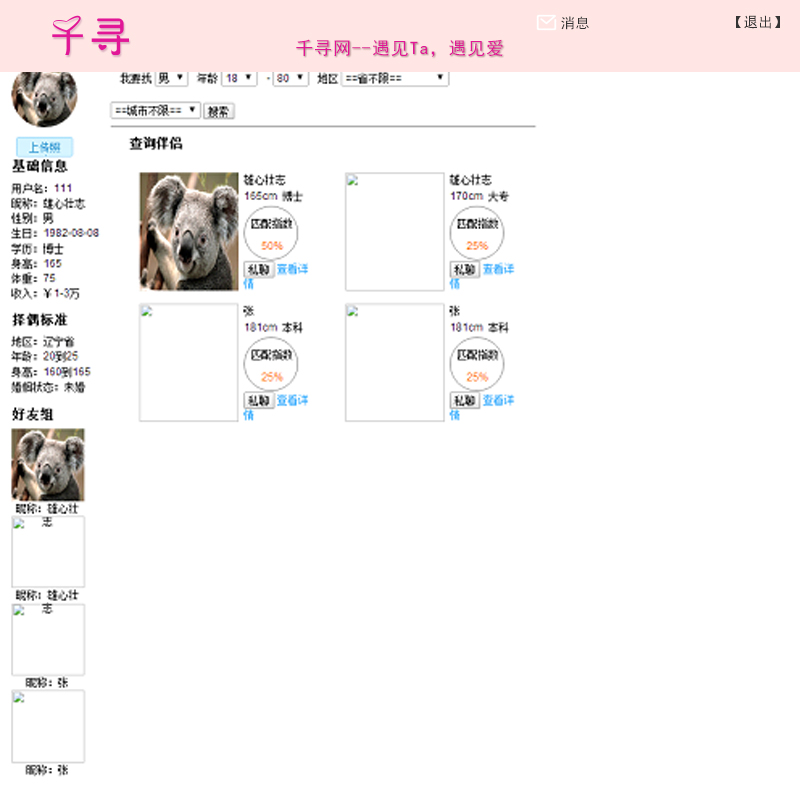 千寻
千寻网--遇见Ta，遇见爱
消息
【退出】
我要找 男 年龄 18 - 80 地区 ==省不限==
==城市不限== 搜索
上传照
基础信息
用户名：111
昵称：雄心壮志
性别：男
生日：1982-08-08
学历：博士
身高：165
体重：75
收入：￥1-3万
择偶标准
地区：辽宁省
年龄：20到25
身高：160到165
婚姻状态：未婚
好友组
昵称：雄心壮
志
昵称：雄心壮
志
昵称：张
昵称：张
查询伴侣
雄心壮志
165cm 博士
匹配指数
50%
私聊 查看详
情
雄心壮志
170cm 大专
匹配指数
25%
私聊 查看详
情
张
181cm 本科
匹配指数
25%
私聊 查看详
情
张
181cm 本科
匹配指数
25%
私聊 查看详
情